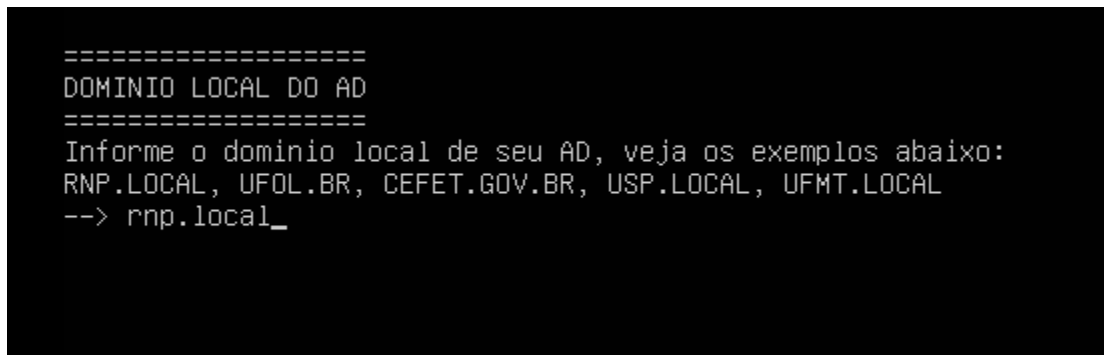 ===================
DOMINIO LOCAL DO AD
===================
Informe o dominio local de seu AD, veja os exemplos abaixo:
RNP.LOCAL, UFOL.BR, CEFET.GOV.BR, USP.LOCAL, UFMT.LOCAL
--> rnp.local_